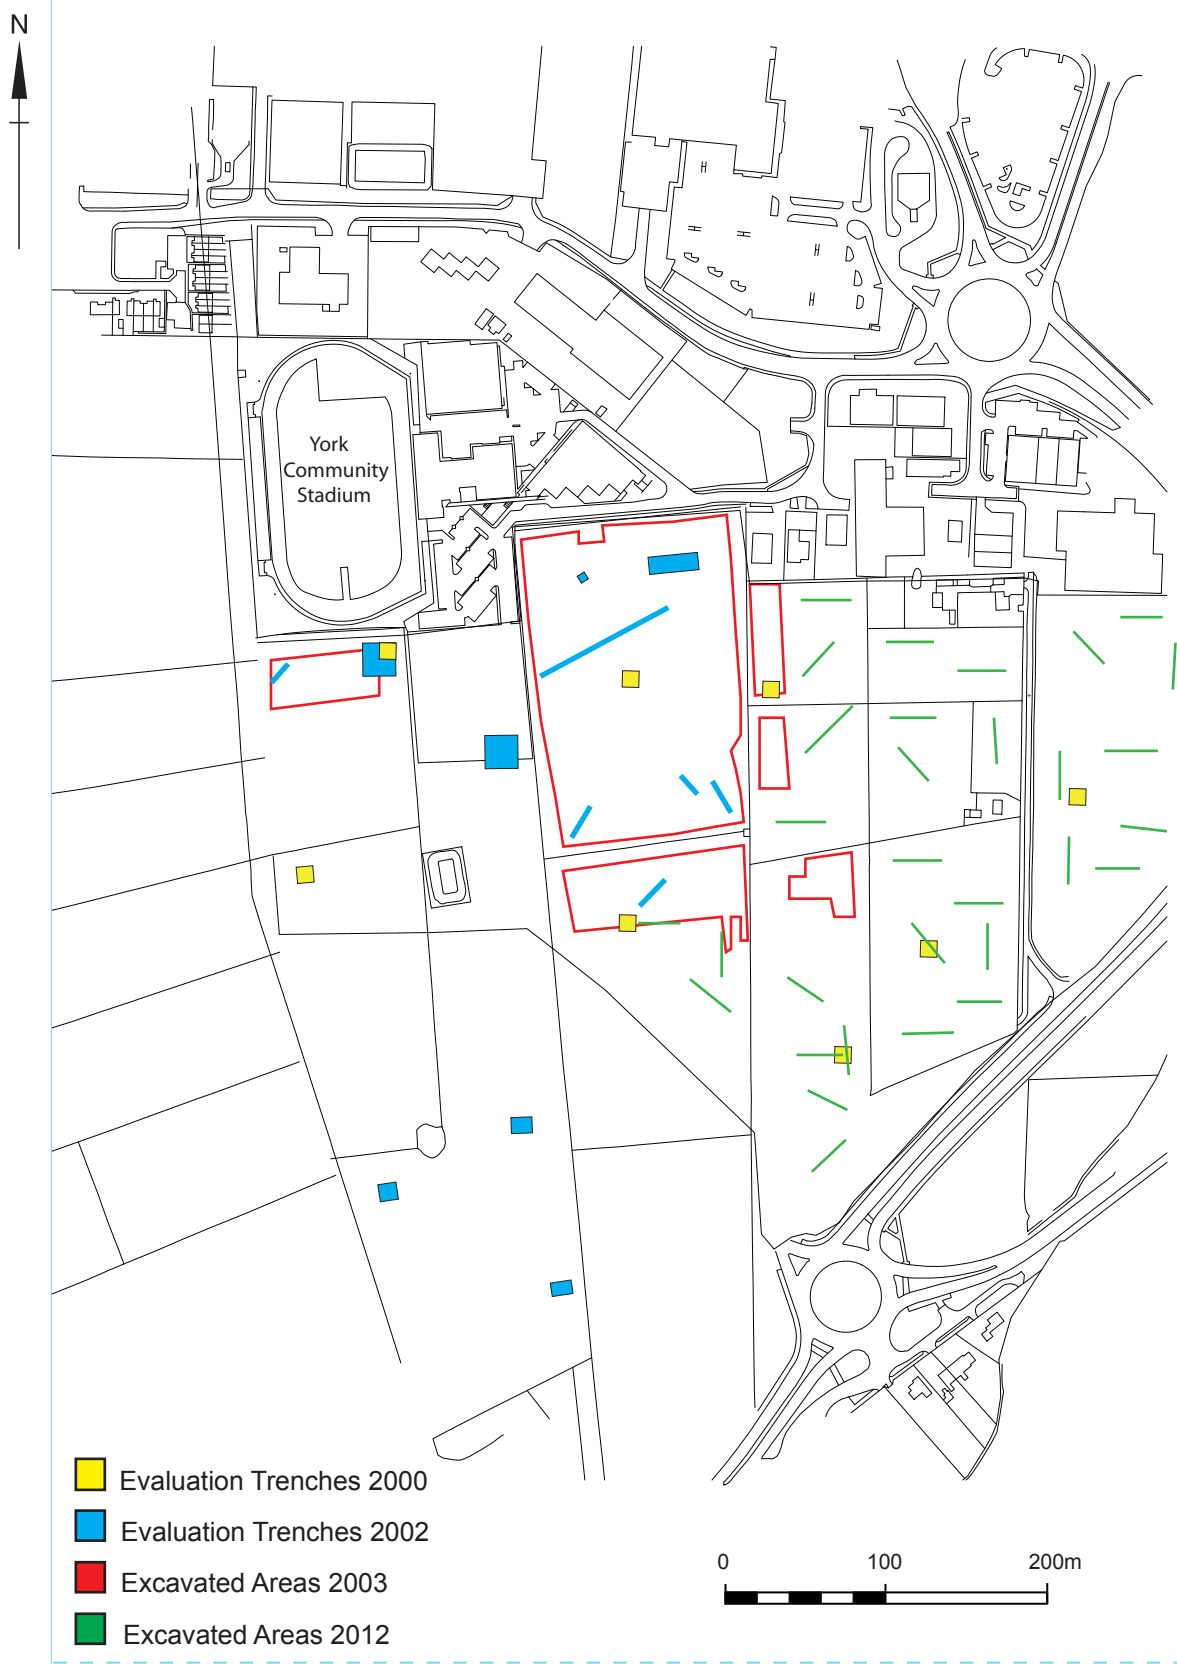 N
York
Community
Stadium
Evaluation Trenches 2000
Evaluation Trenches 2002
Excavated Areas 2003
Excavated Areas 2012
0 100 200m